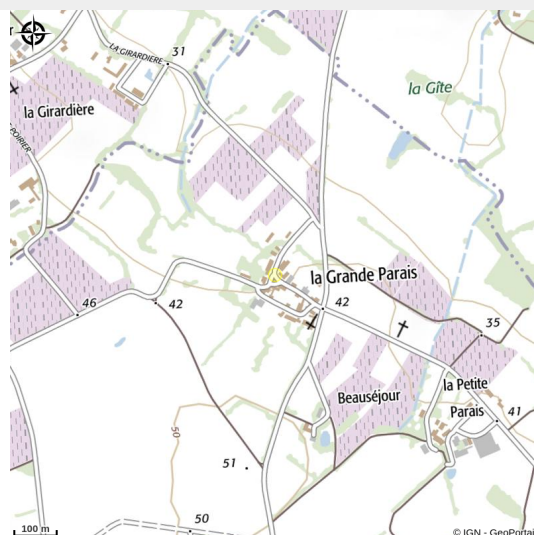 LA GIRARDIERE
31
la Gîte
la Girardière
POIRIER
la Grande Parais
46
42
42
35
la Petite
Parais
Beauséjour
41
50
51
50
100 m
© IGN - GeoPortai